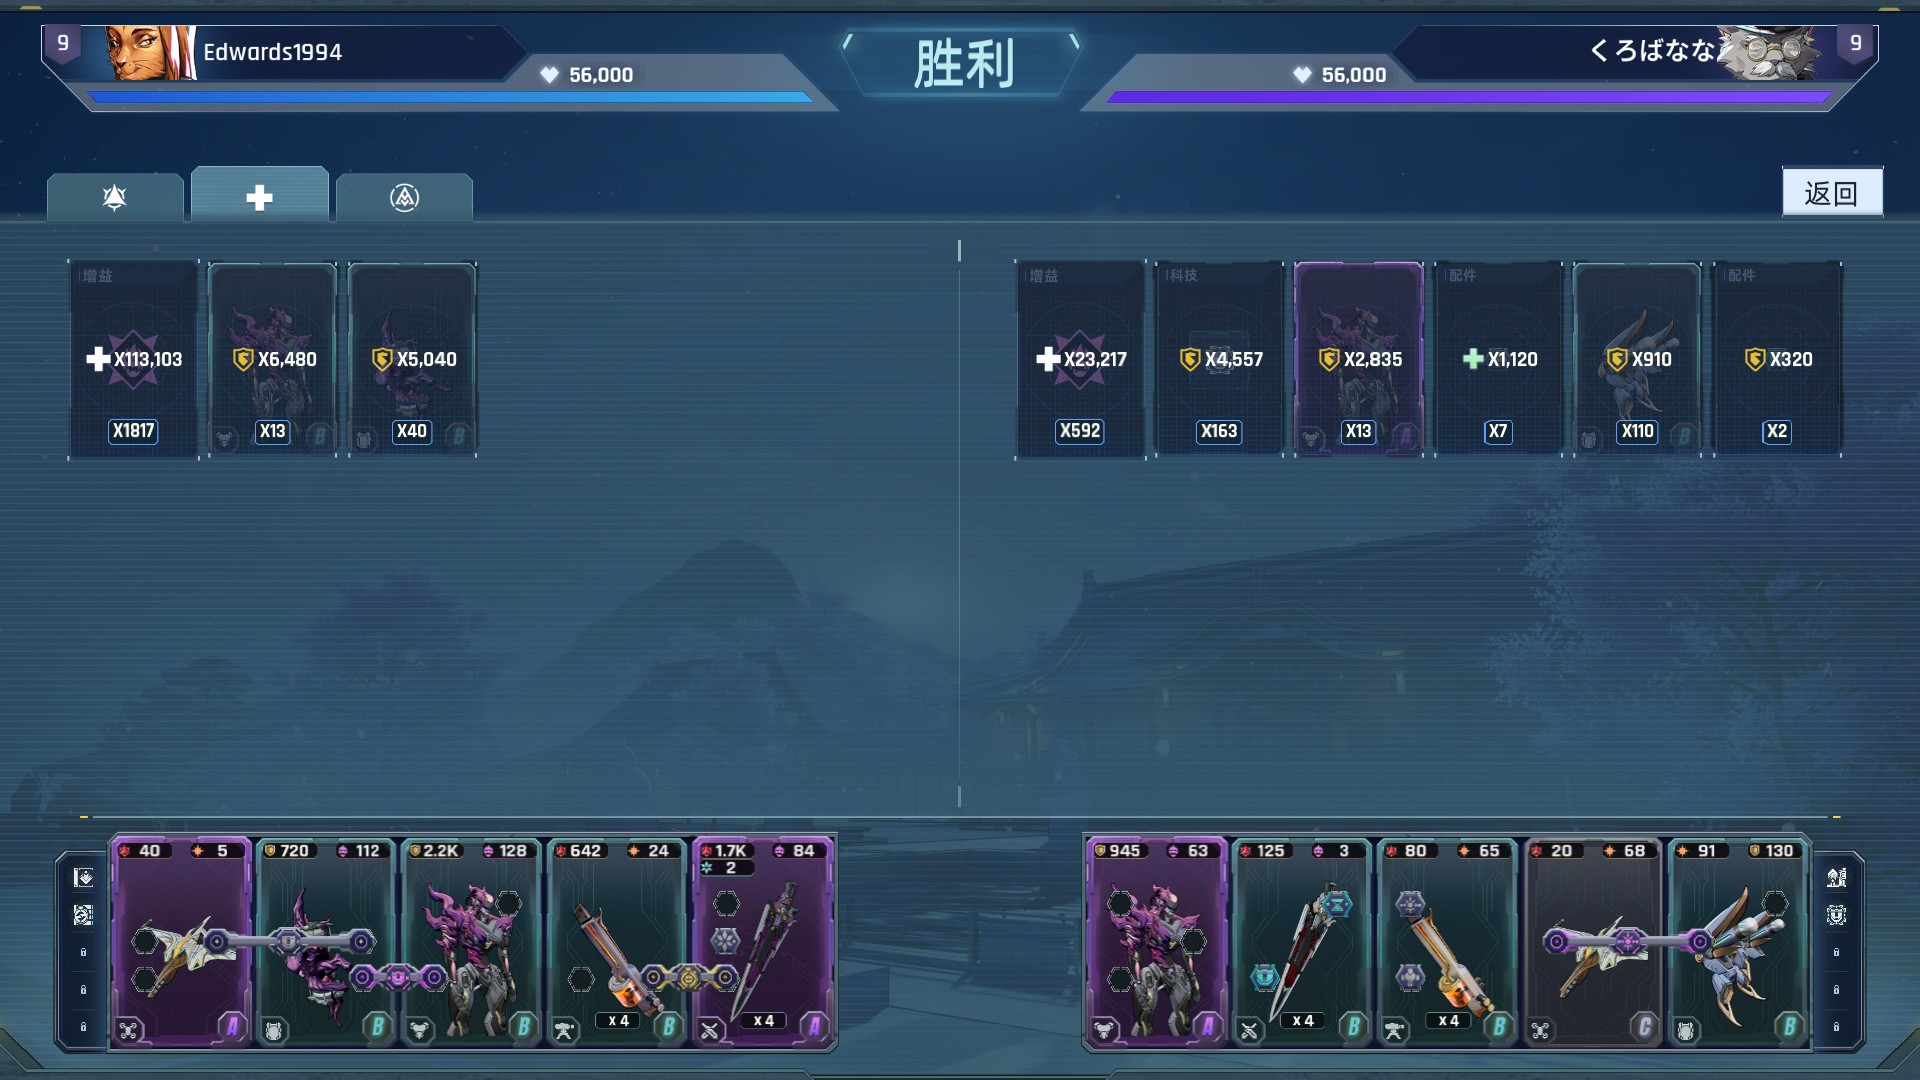 9
Edwards1994
56,000
胜利
56,000
くろばなな
9
返回
增益
X113,103
X1817
X6,480
X13
B
X5,040
X40
B
增益
X23,217
X592
科技
X4,557
X163
X2,835
X13
A
配件
X1,120
X7
X910
X110
B
配件
X320
X2
40 5
A
720 112
B
2.2K 128
B
642 24
X 4
B
1.7K 84
2
X 4
A
945 63
A
125 3
X 4
B
80 65
X 4
B
20 68
C
91 130
B